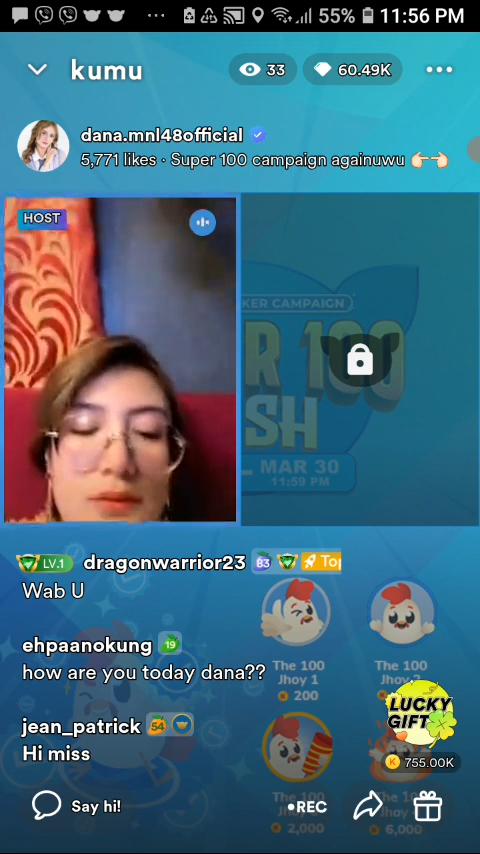 55% 11:56 PM
kumu 33 60.49K
dana.mnl48official
5,771 likes · Super 100 campaign againuwu
HOST
KER CAMPAIGN
R 100
SH
MAR 30
11:59 PM
LV.1 dragonwarrior23 83 Top
Wab U
ehpaanokung 19
how are you today dana??
The 100
Jhoy 1
200
The 100
Jhoy
jean_patrick 54
Hi miss
LUCKY
GIFT
755.00K
Say hi!
REC
2,000
6,000